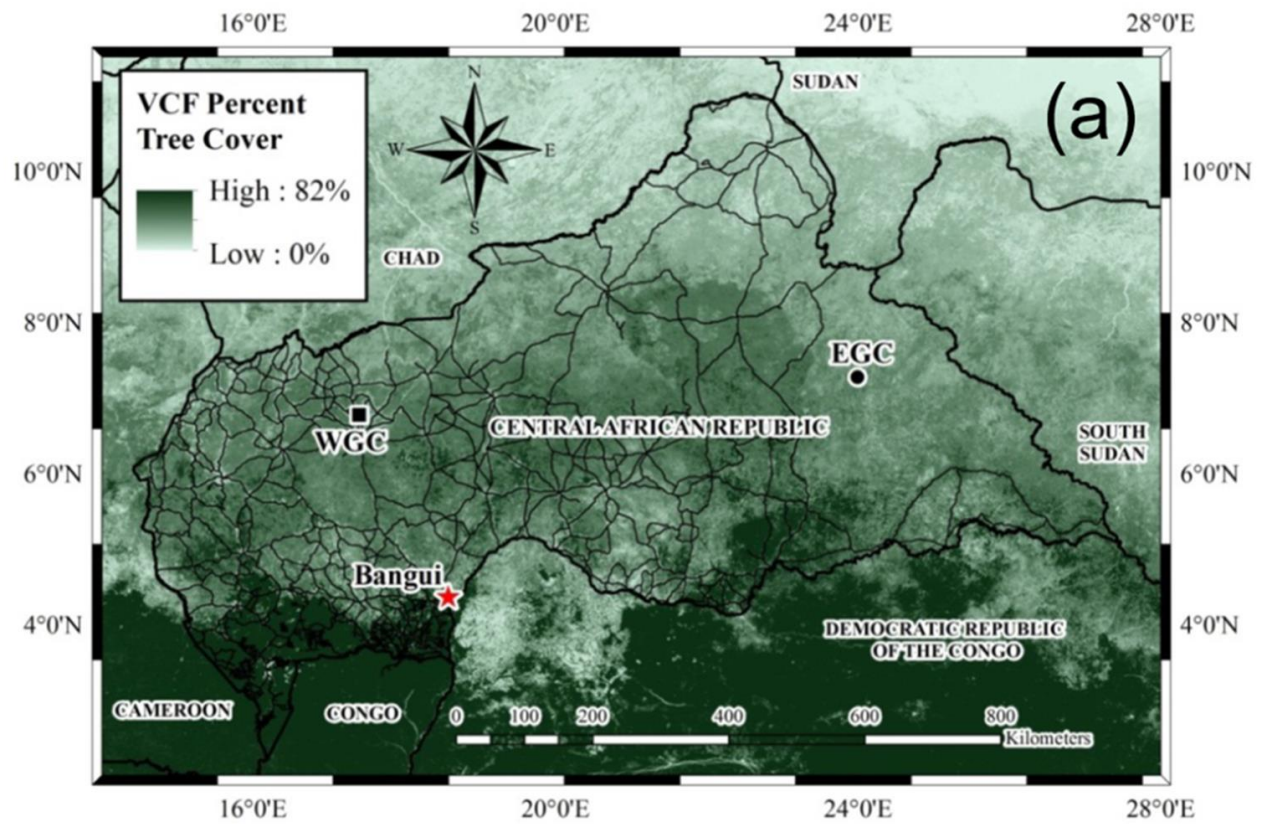 16°0'E 20°0'E 24°0'E 28°0'E
(a)
SUDAN
VCF Percent
Tree Cover
High : 82%
Low : 0%
N
W E
S
10°0'N 10°0'N
CHAD
8°0'N 8°0'N
EGC
WGC
CENTRAL AFRICAN REPUBLIC
SOUTH
SUDAN
6°0'N 6°0'N
Bangui
4°0'N 4°0'N
DEMOCRATIC REPUBLIC
OF THE CONGO
CAMEROON CONGO
0 100 200 400 600 800
Kilometers
16°0'E 20°0'E 24°0'E 28°0'E